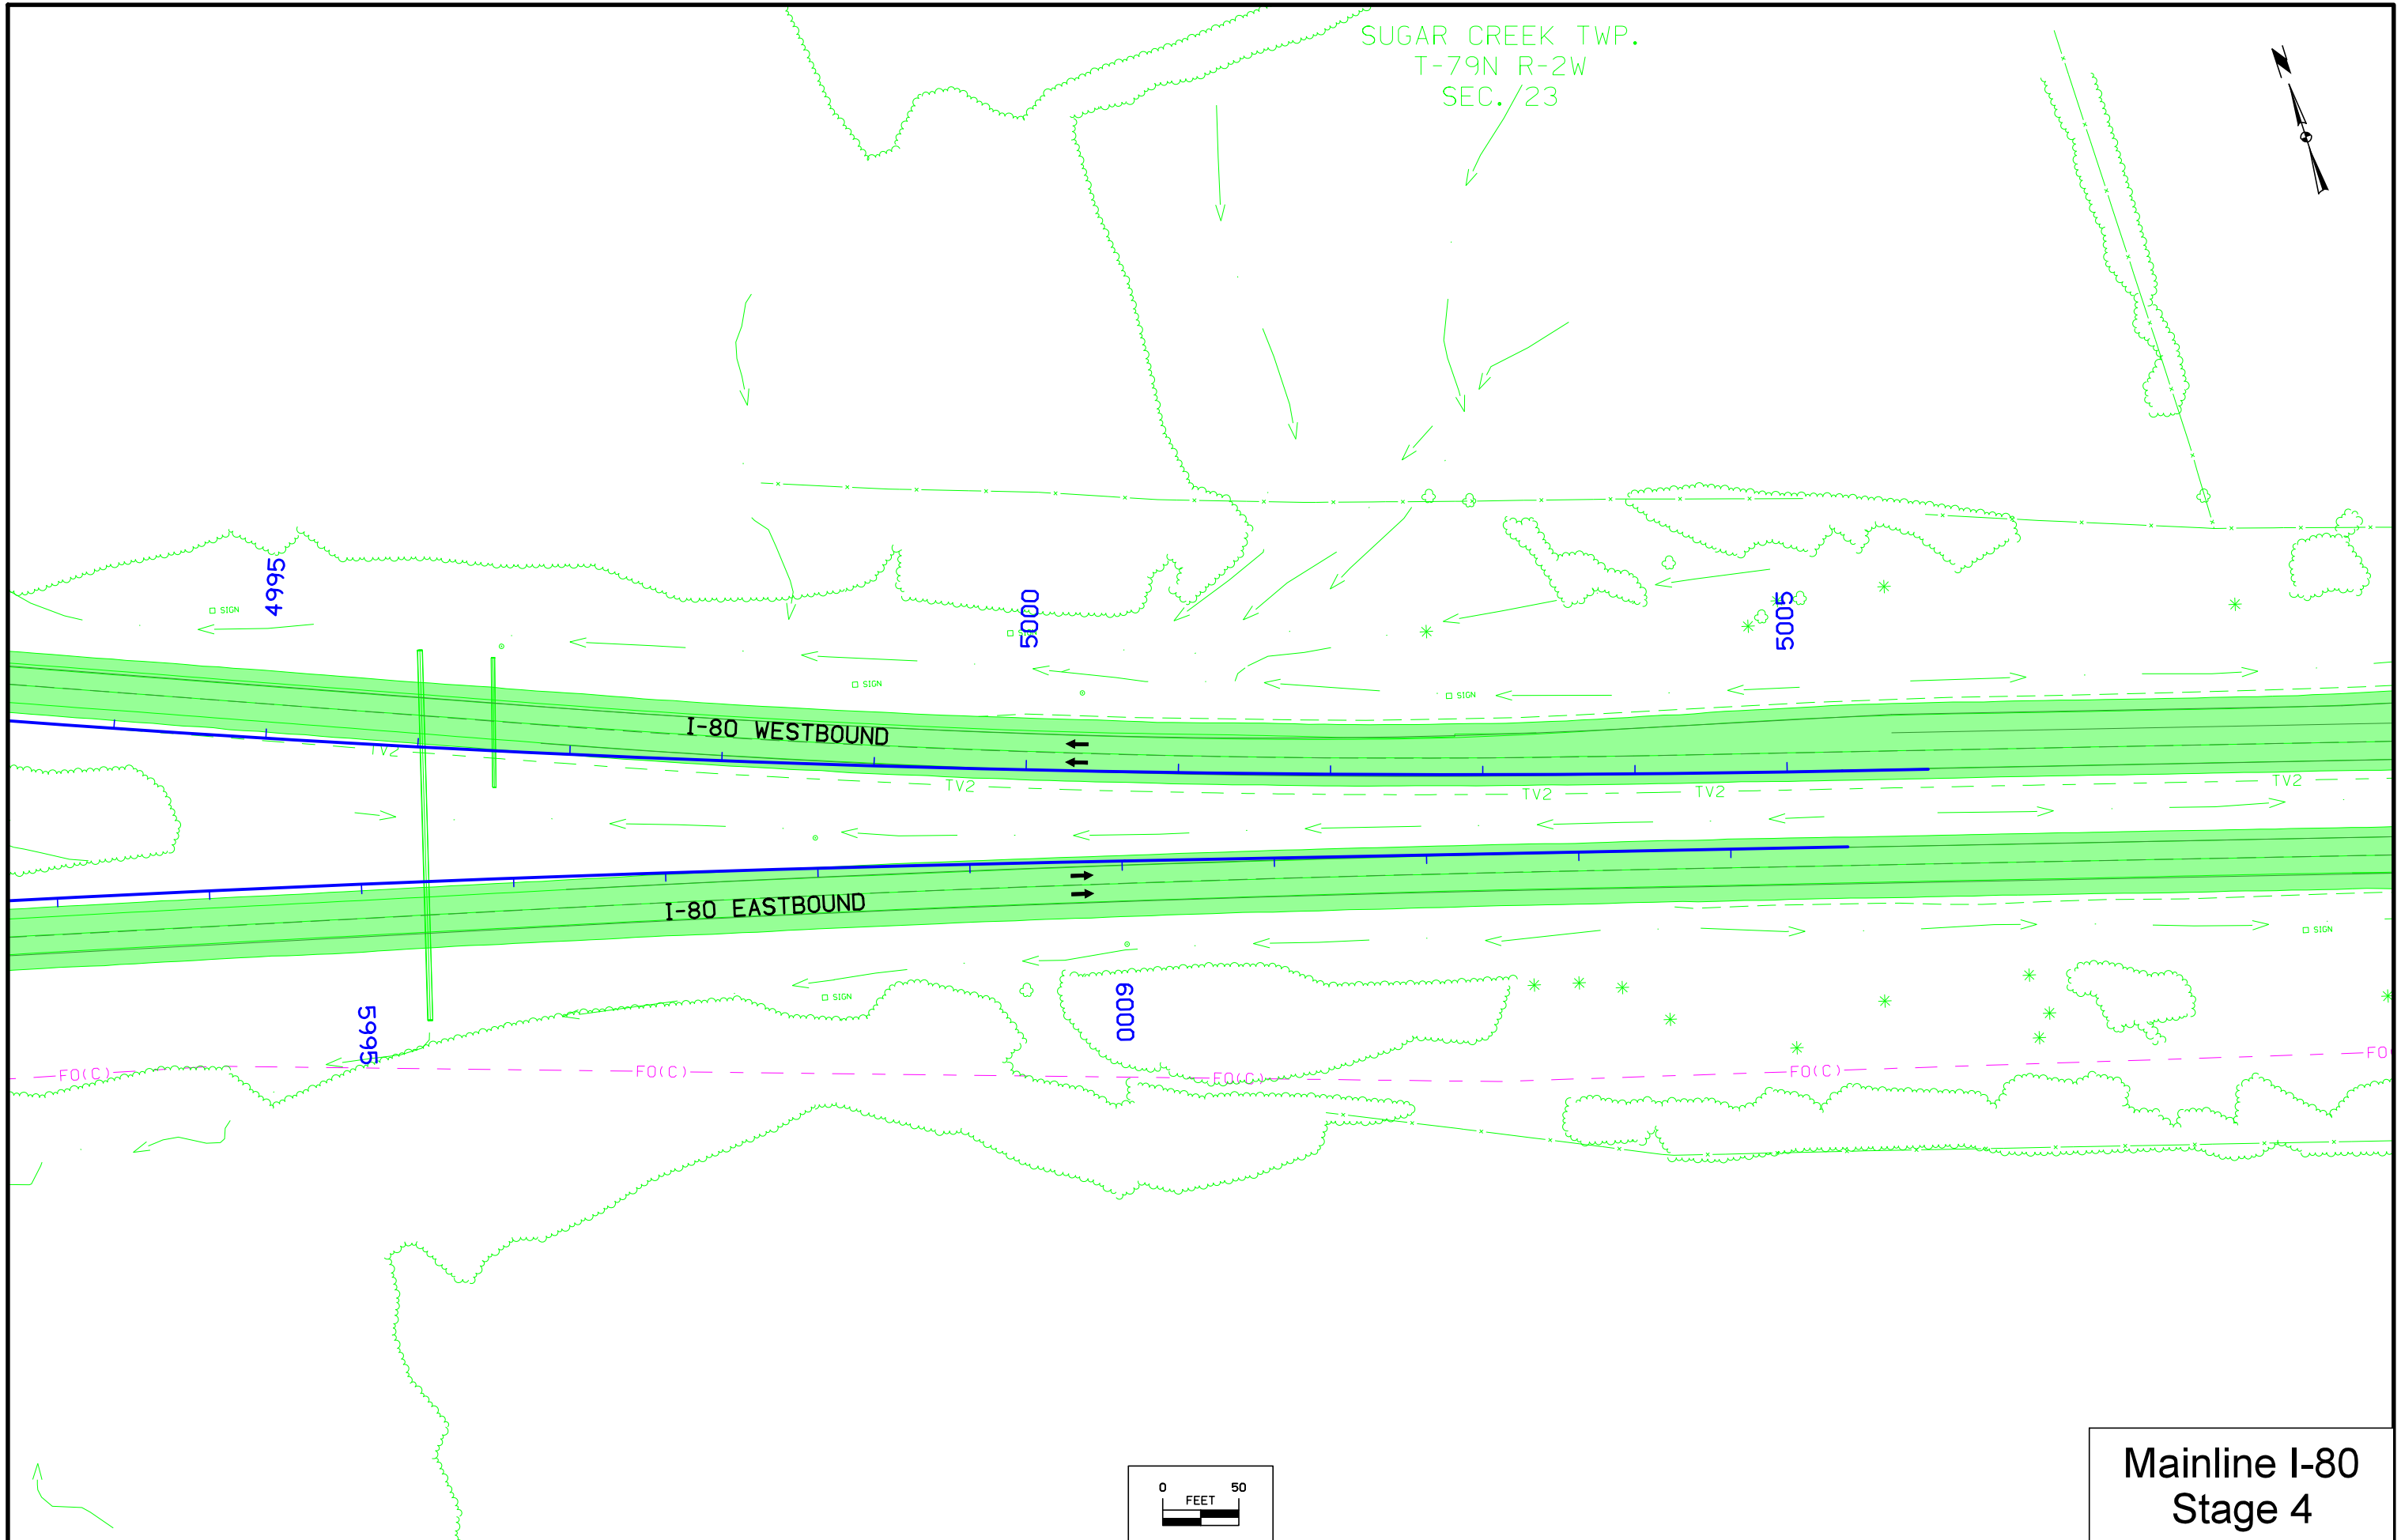 SUGAR CREEK TWP.
T-79N R-2W
SEC. 23
4995
5000
5005
SIGN
SIGN
SIGN
SIGN
I-80 WESTBOUND
TV2
TV2
TV2
TV2
TV2
I-80 EASTBOUND
SIGN
SIGN
5995
6000
FO(C)
FO(C)
FO(C)
FO(C)
FO(
0 50
FEET
Mainline I-80
Stage 4